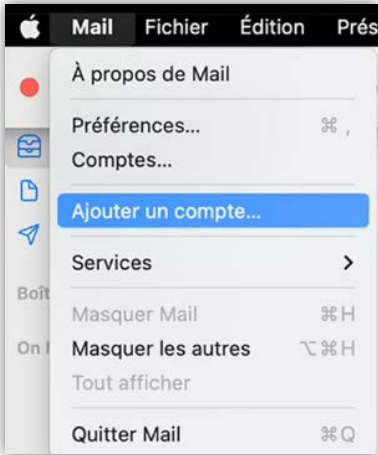 Mail Fichier Édition Prés
À propos de Mail
Préférences... ⌘ ,
Comptes...
Ajouter un compte...
Services
Boît
Masquer Mail ⌘H
On M
Masquer les autres ⌥⌘H
Tout afficher
Quitter Mail ⌘Q